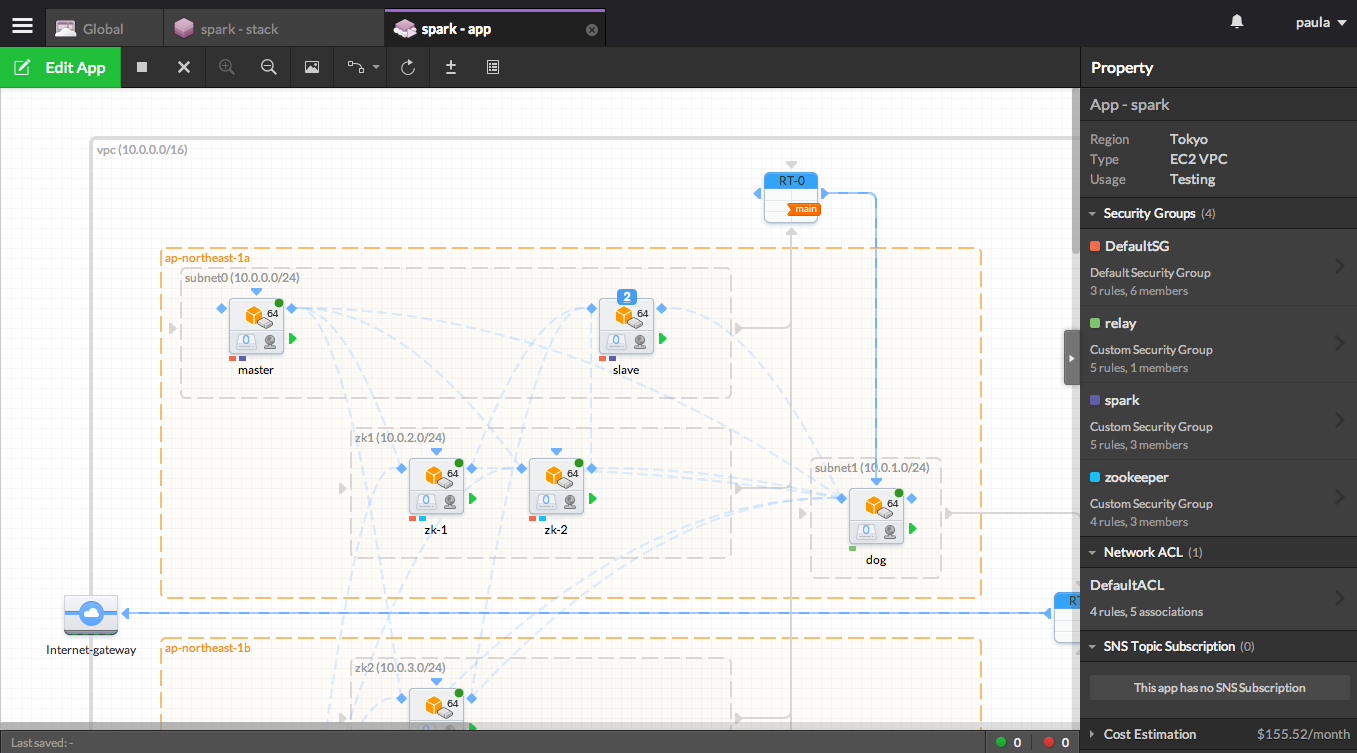 Global
spark - stack
spark - app
paula
Edit App
Property
App - spark
Region Tokyo
Type EC2 VPC
Usage Testing
Security Groups (4)
DefaultSG
Default Security Group
3 rules, 6 members
relay
Custom Security Group
5 rules, 1 members
spark
Custom Security Group
5 rules, 3 members
zookeeper
Custom Security Group
4 rules, 3 members
Network ACL (1)
DefaultACL
4 rules, 5 associations
SNS Topic Subscription (0)
This app has no SNS Subscription
Cost Estimation $155.52/month
vpc (10.0.0.0/16)
RT-0
main
ap-northeast-1a
subnet0 (10.0.0.0/24)
64
0
master
2
64
0
slave
zk1 (10.0.2.0/24)
64
0
zk-1
64
0
zk-2
subnet1 (10.0.1.0/24)
64
0
dog
RT
Internet-gateway
ap-northeast-1b
zk2 (10.0.3.0/24)
64
Last saved: -
0
0